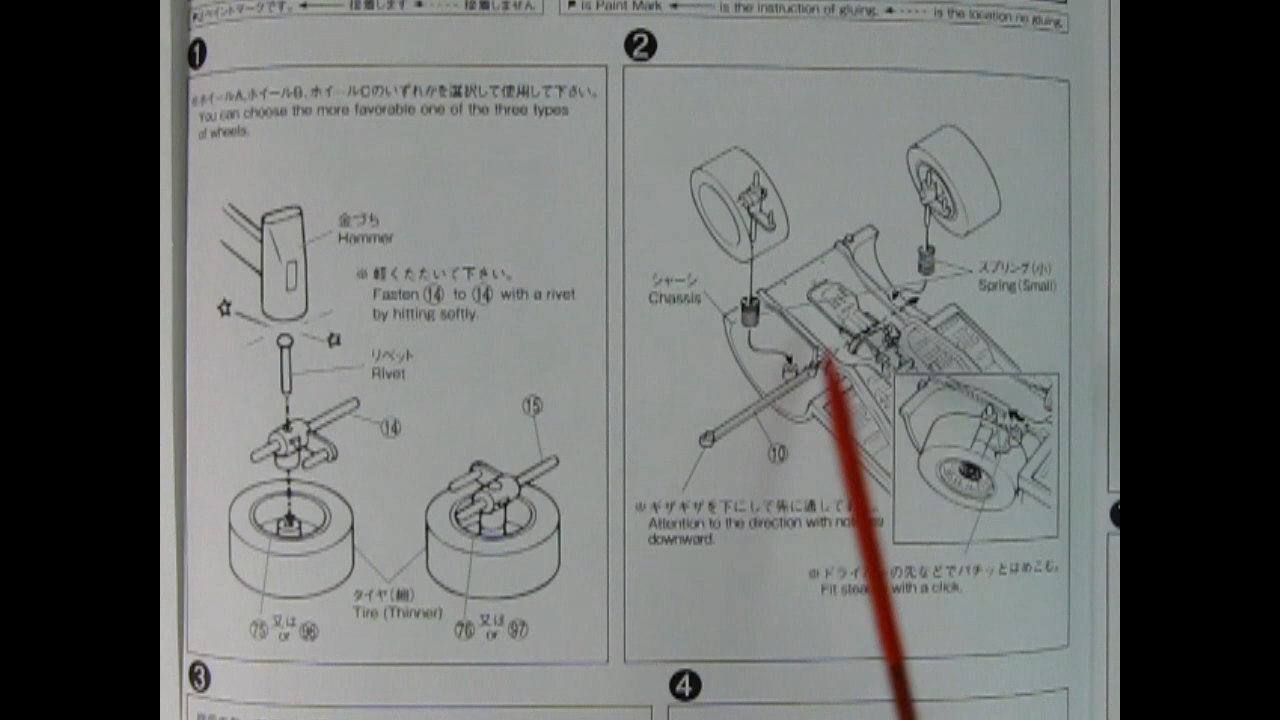 ペイントマークです。 接着します 接着しません
is Paint Mark is the instruction of gluing. is the location no gluing.
1
※ホイールA、ホイールB、ホイールCのいずれかを選択して使用して下さい。
You can choose the more favorable one of the three types
of wheels.
金づち
Hammer
※ 軽くたたいて下さい。
Fasten ⑭ to ⑭ with a rivet
by hitting softly.
リベット
Rivet
⑭
⑮
タイヤ(細)
Tire (Thinner)
75 又は or 96
76 又は or 97
2
シャーシ
Chassis
スプリング(小)
Spring (Small)
⑩
※ギザギザを下にして先に通して
Attention to the direction with
downward.
の先などでパチッとはめこむ。
Fit with a click.
3
4